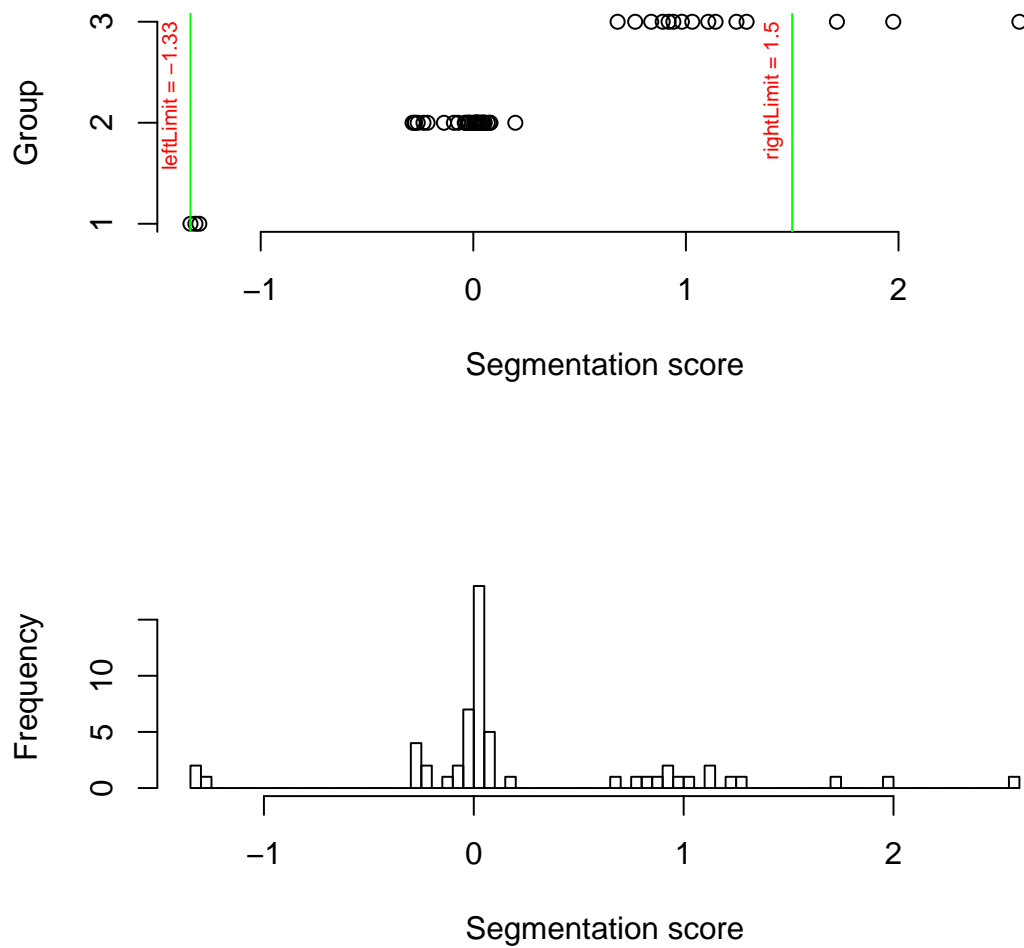 Group
3
2
1
leftLimit = −1.33
rightLimit = 1.5
−1 0 1 2
Segmentation score
Frequency
10
5
0
−1 0 1 2
Segmentation score